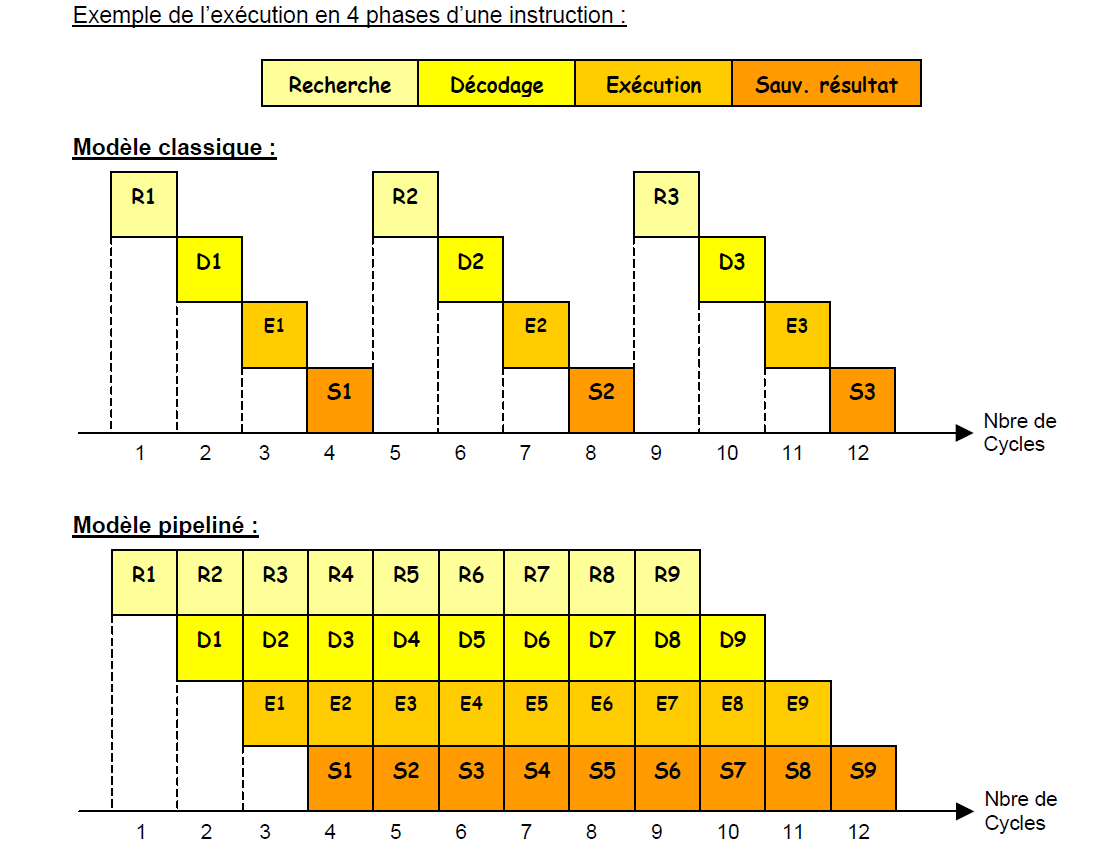 Exemple de l'exécution en 4 phases d'une instruction :
Recherche Décodage Exécution Sauv. résultat
Modèle classique :
R1 R2 R3
D1 D2 D3
E1 E2 E3
S1 S2 S3
Nbre de
Cycles
1 2 3 4 5 6 7 8 9 10 11 12
Modèle pipeliné :
R1 R2 R3 R4 R5 R6 R7 R8 R9
D1 D2 D3 D4 D5 D6 D7 D8 D9
E1 E2 E3 E4 E5 E6 E7 E8 E9
S1 S2 S3 S4 S5 S6 S7 S8 S9
Nbre de
Cycles
1 2 3 4 5 6 7 8 9 10 11 12